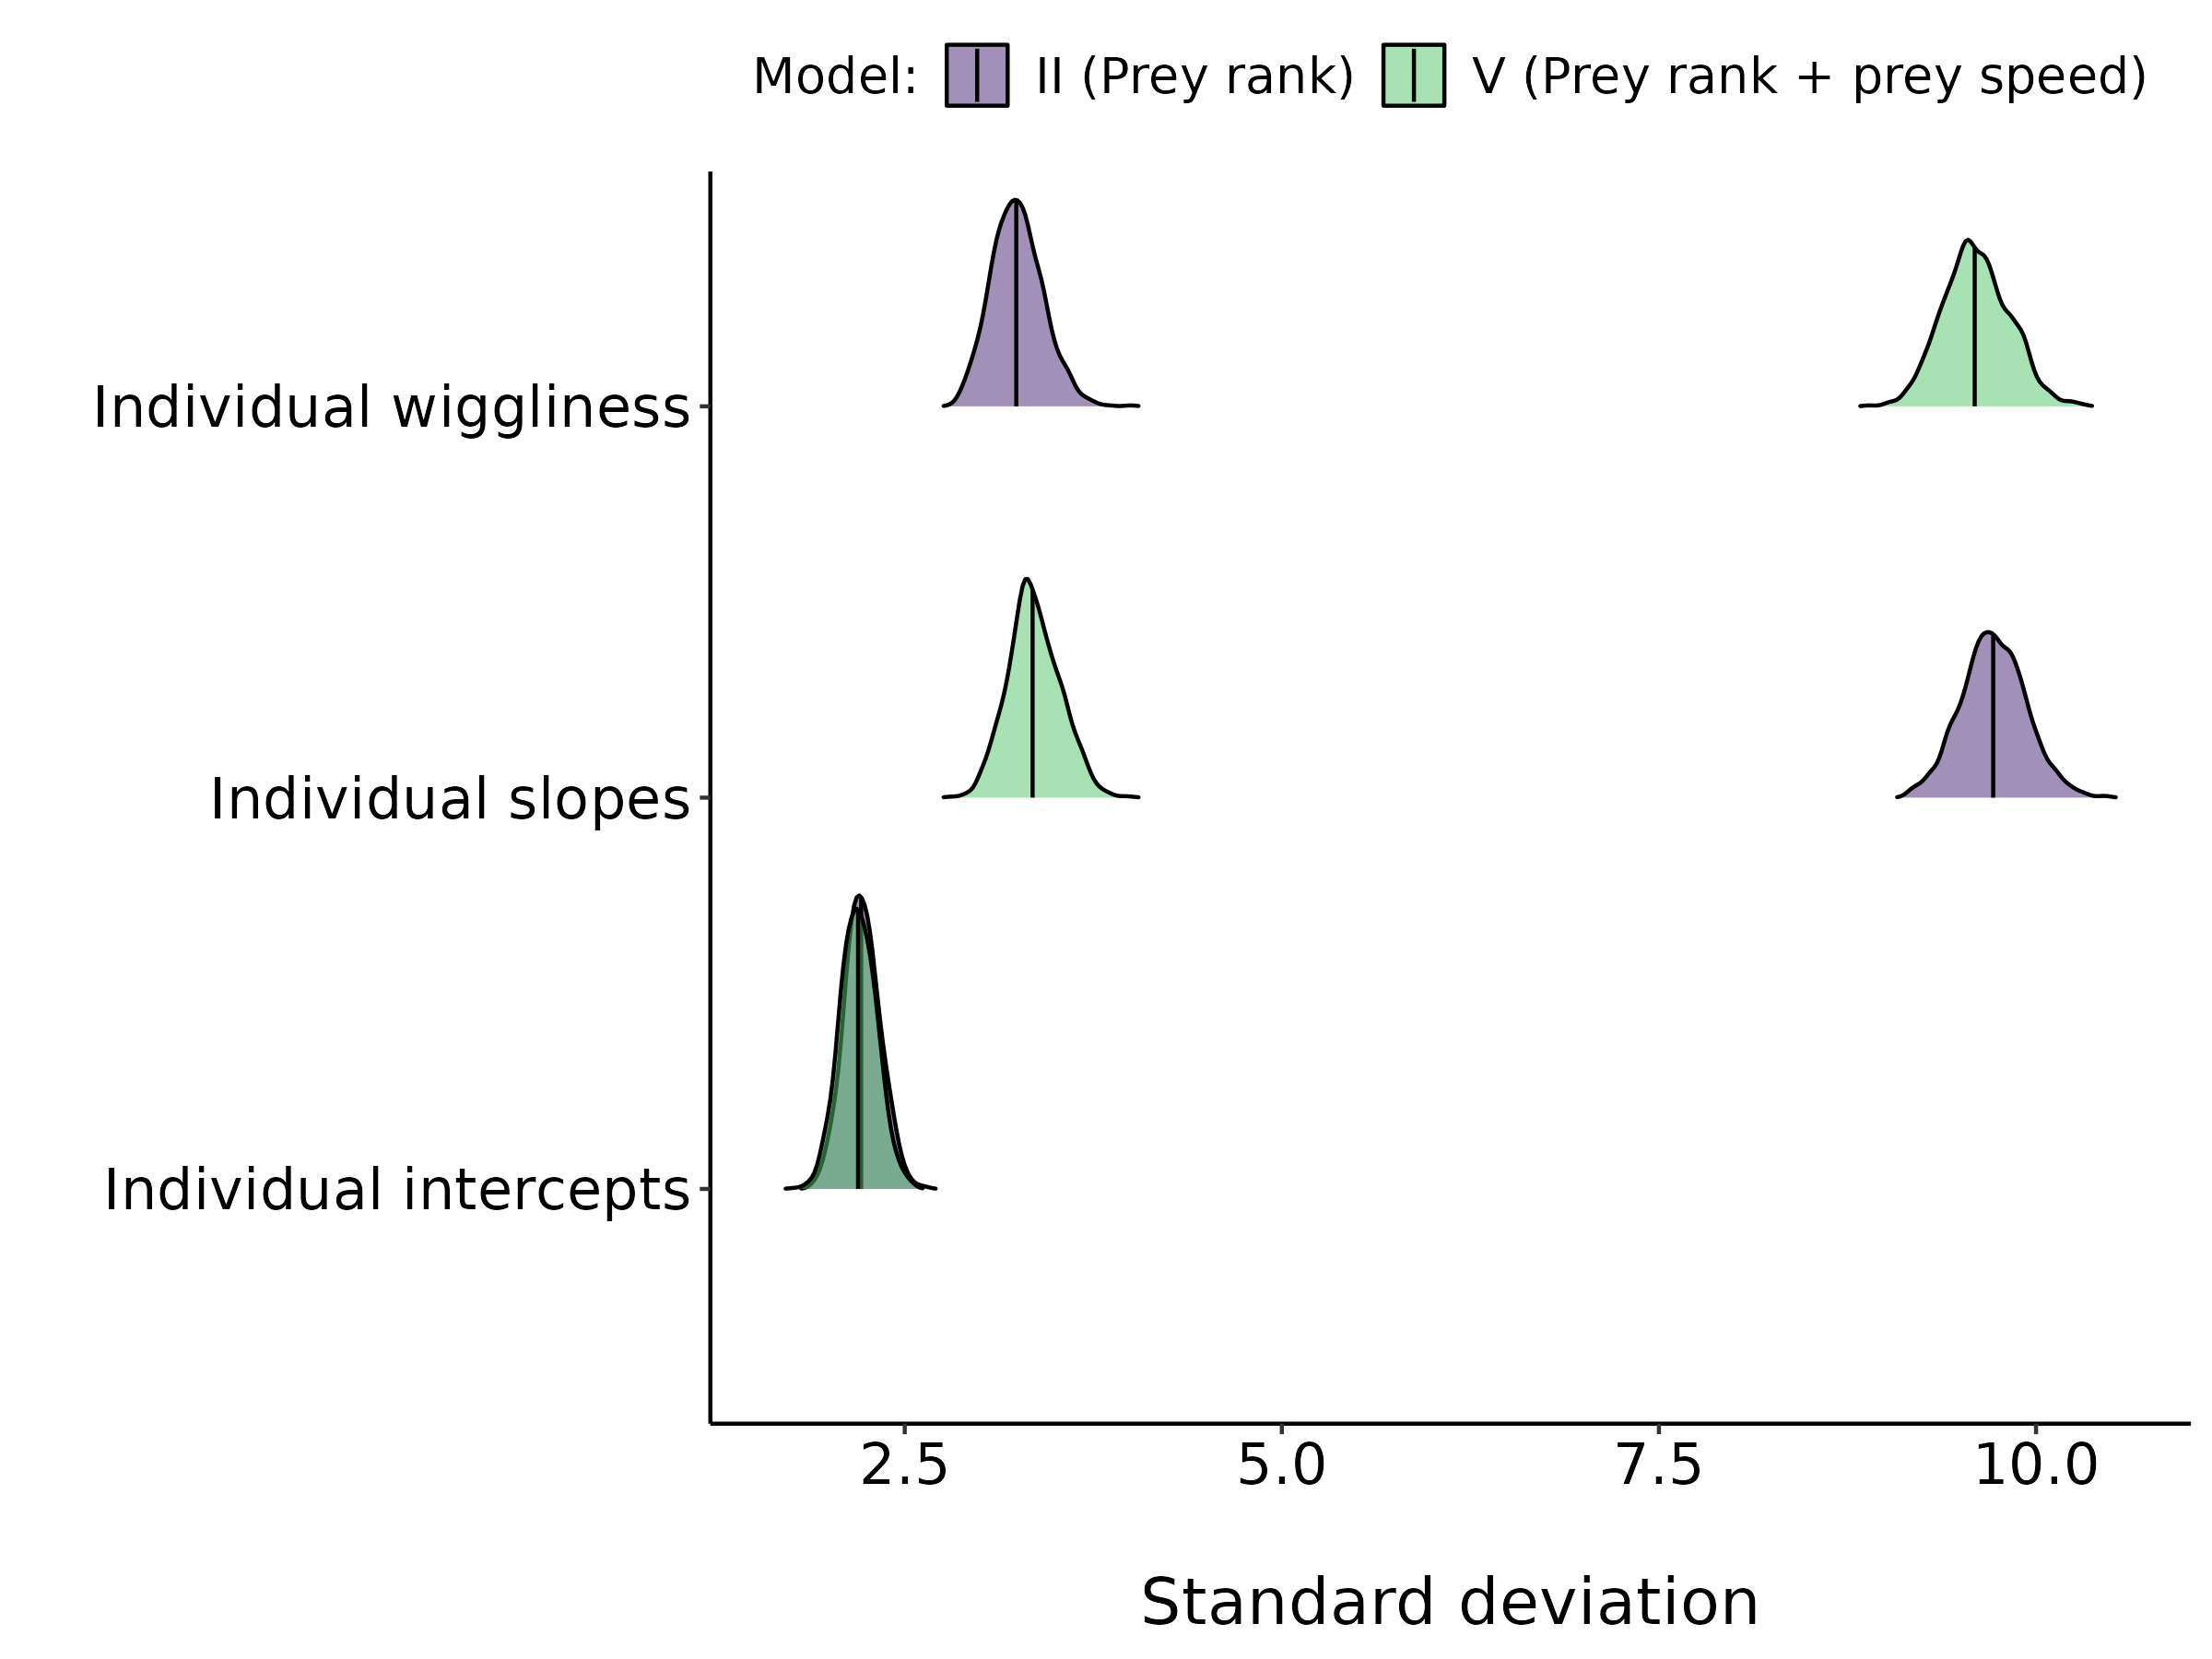 Model: II (Prey rank) V (Prey rank + prey speed)
Individual wiggliness
Individual slopes
Individual intercepts
2.5 5.0 7.5 10.0
Standard deviation